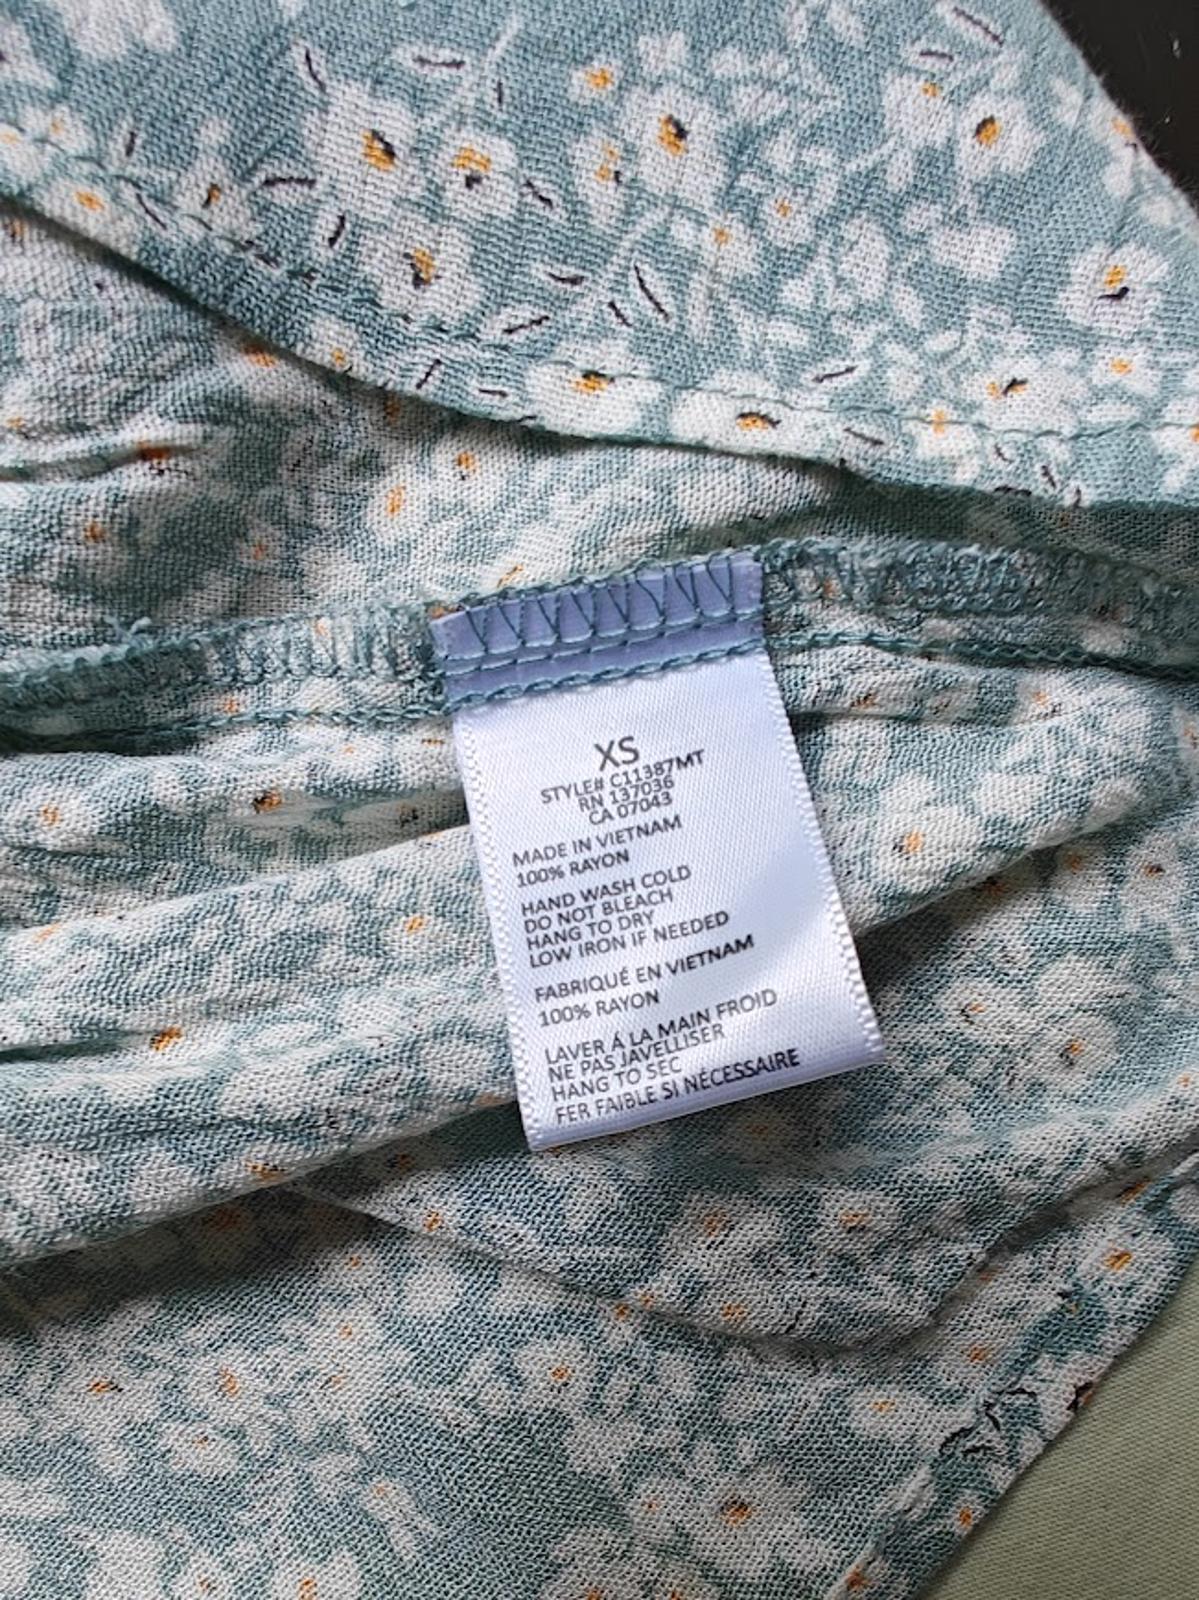 XS
STYLE# C11387MT
RN 137036
CA 07043
MADE IN VIETNAM
100% RAYON
HAND WASH COLD
DO NOT BLEACH
HANG TO DRY
LOW IRON IF NEEDED
FABRIQUÉ EN VIETNAM
100% RAYON
LAVER Á LA MAIN FROID
NE PAS JAVELLISER
HANG TO SEC
FER FAIBLE SI NÉCESSAIRE